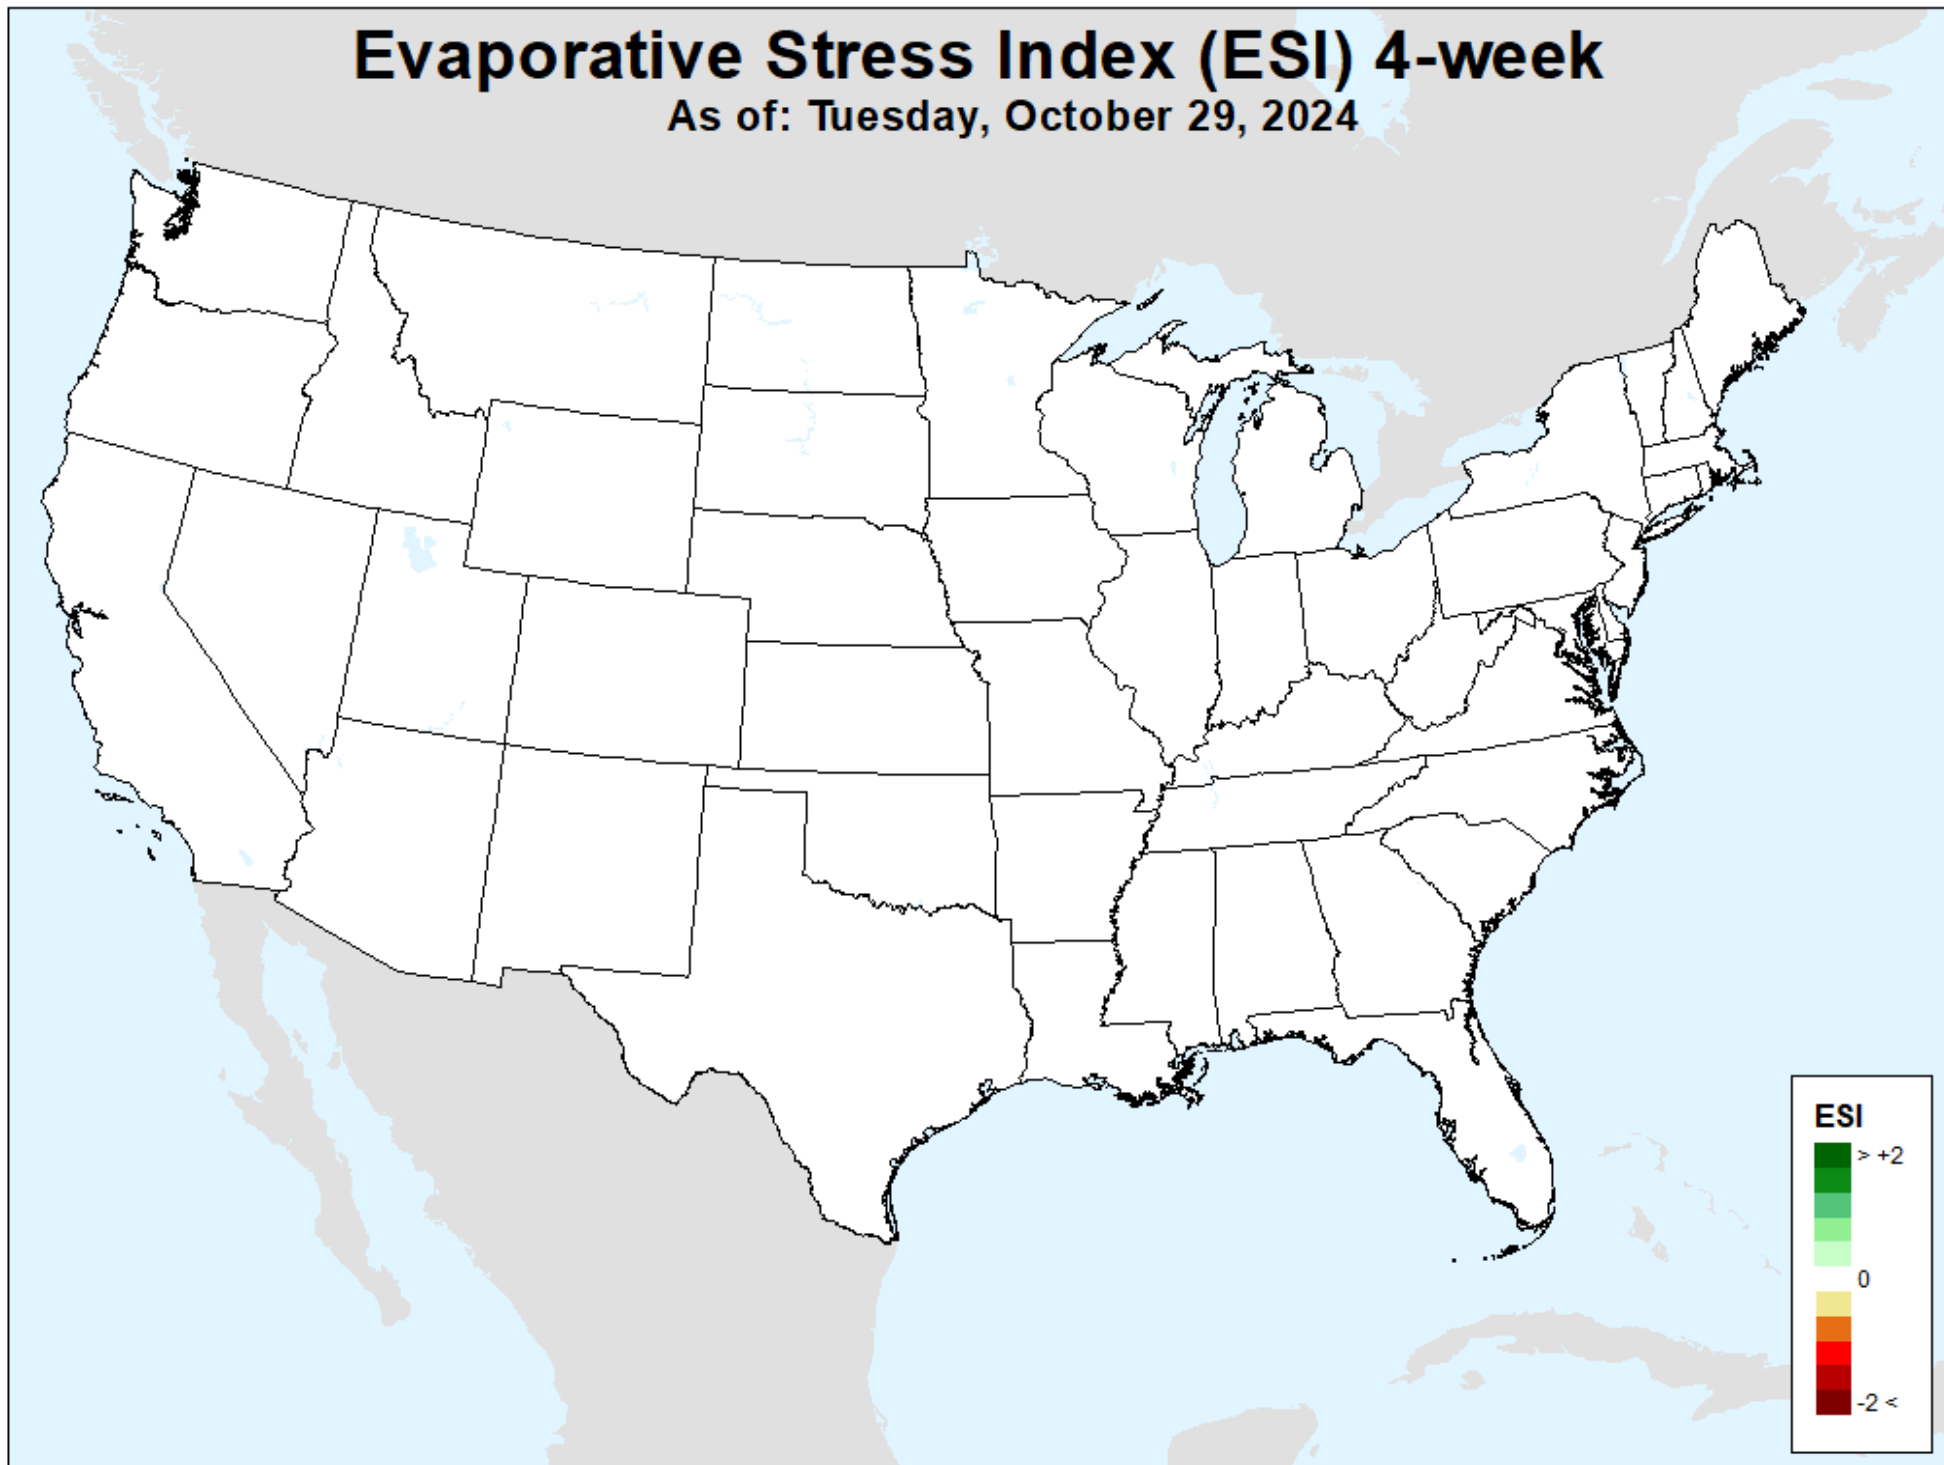 Evaporative Stress Index (ESI) 4-week
As of: Tuesday, October 29, 2024
ESI
> +2
0
-2 <